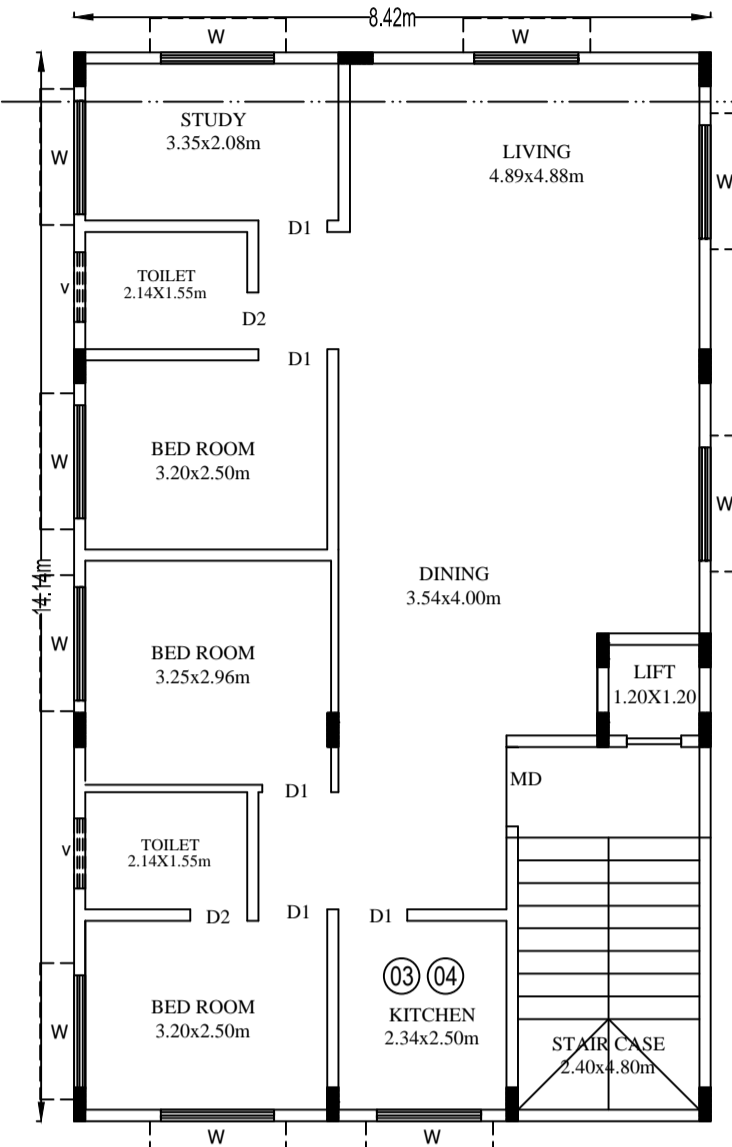 8.42m
W
W
STUDY
3.35x2.08m
LIVING
4.89x4.88m
W
W
D1
TOILET
2.14X1.55m
V
D2
D1
BED ROOM
3.20x2.50m
W
W
DINING
3.54x4.00m
14.14m
W
BED ROOM
3.25x2.96m
LIFT
1.20X1.20
MD
D1
TOILET
2.14X1.55m
V
D2
D1
D1
03 04
BED ROOM
3.20x2.50m
KITCHEN
2.34x2.50m
W
STAIR CASE
2.40x4.80m
W
W